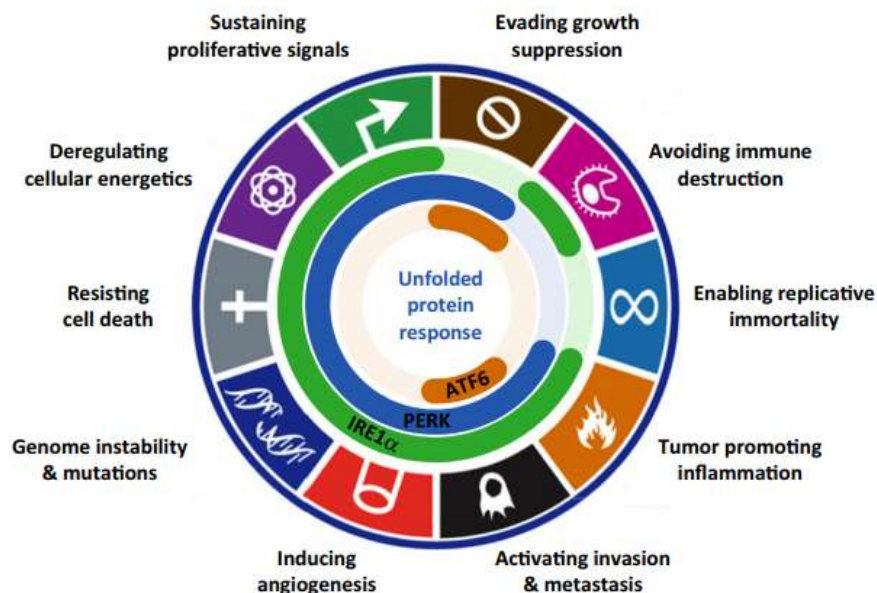 Sustaining
proliferative signals
Evading growth
suppression
Deregulating
cellular energetics
Avoiding immune
destruction
Resisting
cell death
Unfolded
protein
response
Enabling replicative
immortality
ATF6
PERK
IRE1α
Genome instability
& mutations
Tumor promoting
inflammation
Inducing
angiogenesis
Activating invasion
& metastasis